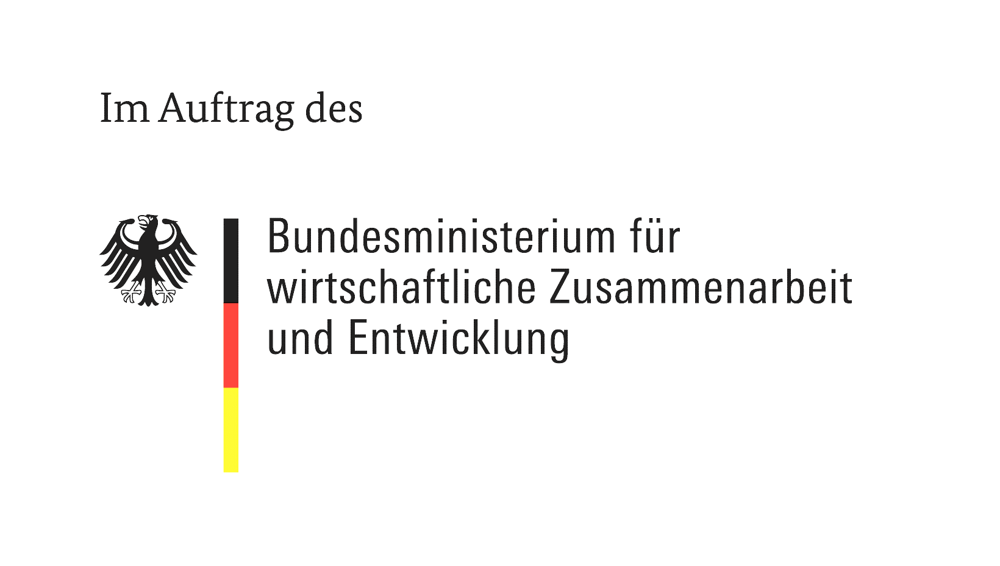 Im Auftrag des
Bundesministerium für
wirtschaftliche Zusammenarbeit
und Entwicklung